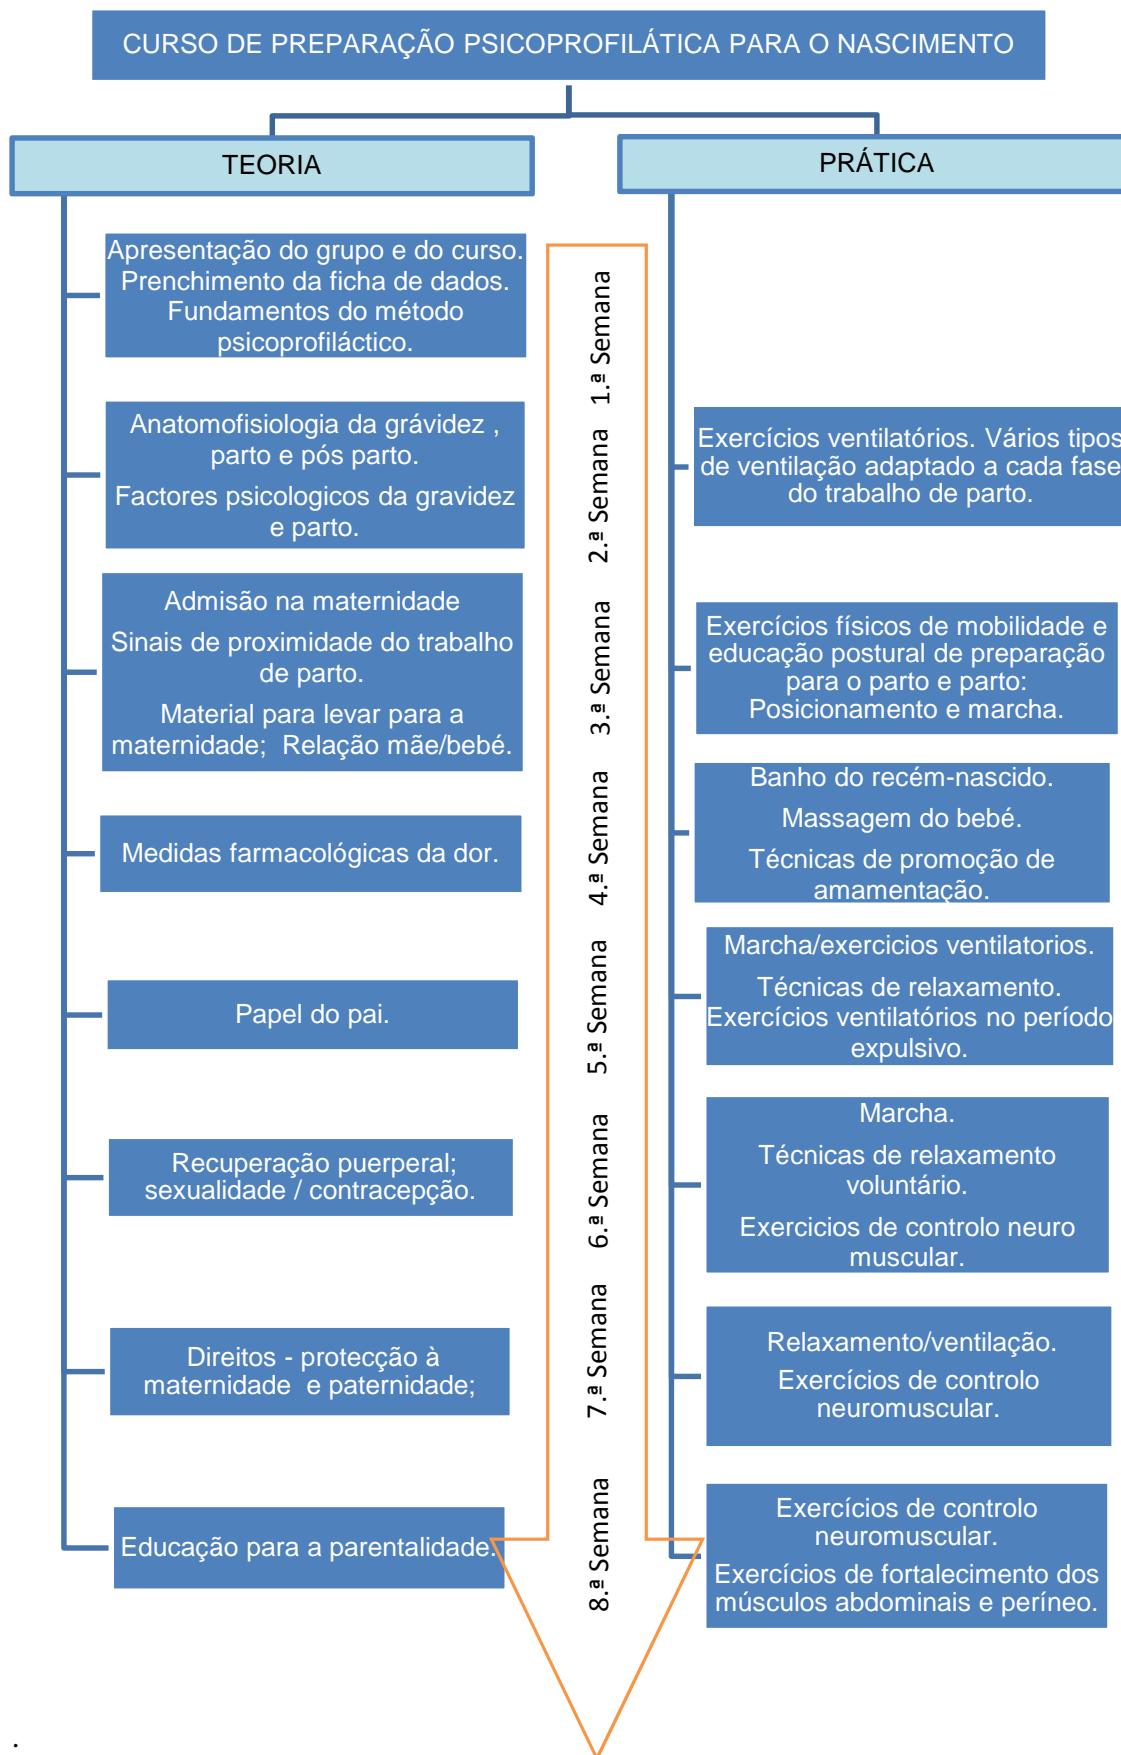 CURSO DE PREPARAÇÃO PSICOPROFILÁTICA PARA O NASCIMENTO
TEORIA
PRÁTICA
Apresentação do grupo e do curso.
Prenchimento da ficha de dados.
Fundamentos do método
psicoprofiláctico.
1.ª Semana
Anatomofisiologia da grávidez ,
parto e pós parto.
Factores psicologicos da gravidez
e parto.
2.ª Semana
Exercícios ventilatórios. Vários tipos
de ventilação adaptado a cada fase
do trabalho de parto.
Admisão na maternidade
Sinais de proximidade do trabalho
de parto.
Material para levar para a
maternidade;  Relação mãe/bebé.
3.ª Semana
Exercícios físicos de mobilidade e
educação postural de preparação
para o parto e parto:
Posicionamento e marcha.
Medidas farmacológicas da dor.
4.ª Semana
Banho do recém-nascido.
Massagem do bebé.
Técnicas de promoção de
amamentação.
Papel do pai.
5.ª Semana
Marcha/exercicios ventilatorios.
Técnicas de relaxamento.
Exercícios ventilatórios no período
expulsivo.
Recuperação puerperal;
sexualidade / contracepção.
6.ª Semana
Marcha.
Técnicas de relaxamento
voluntário.
Exercicios de controlo neuro
muscular.
Direitos - protecção à
maternidade  e paternidade;
7.ª Semana
Relaxamento/ventilação.
Exercícios de controlo
neuromuscular.
Educação para a parentalidade.
8.ª Semana
Exercícios de controlo
neuromuscular.
Exercícios de fortalecimento dos
músculos abdominais e períneo.
.